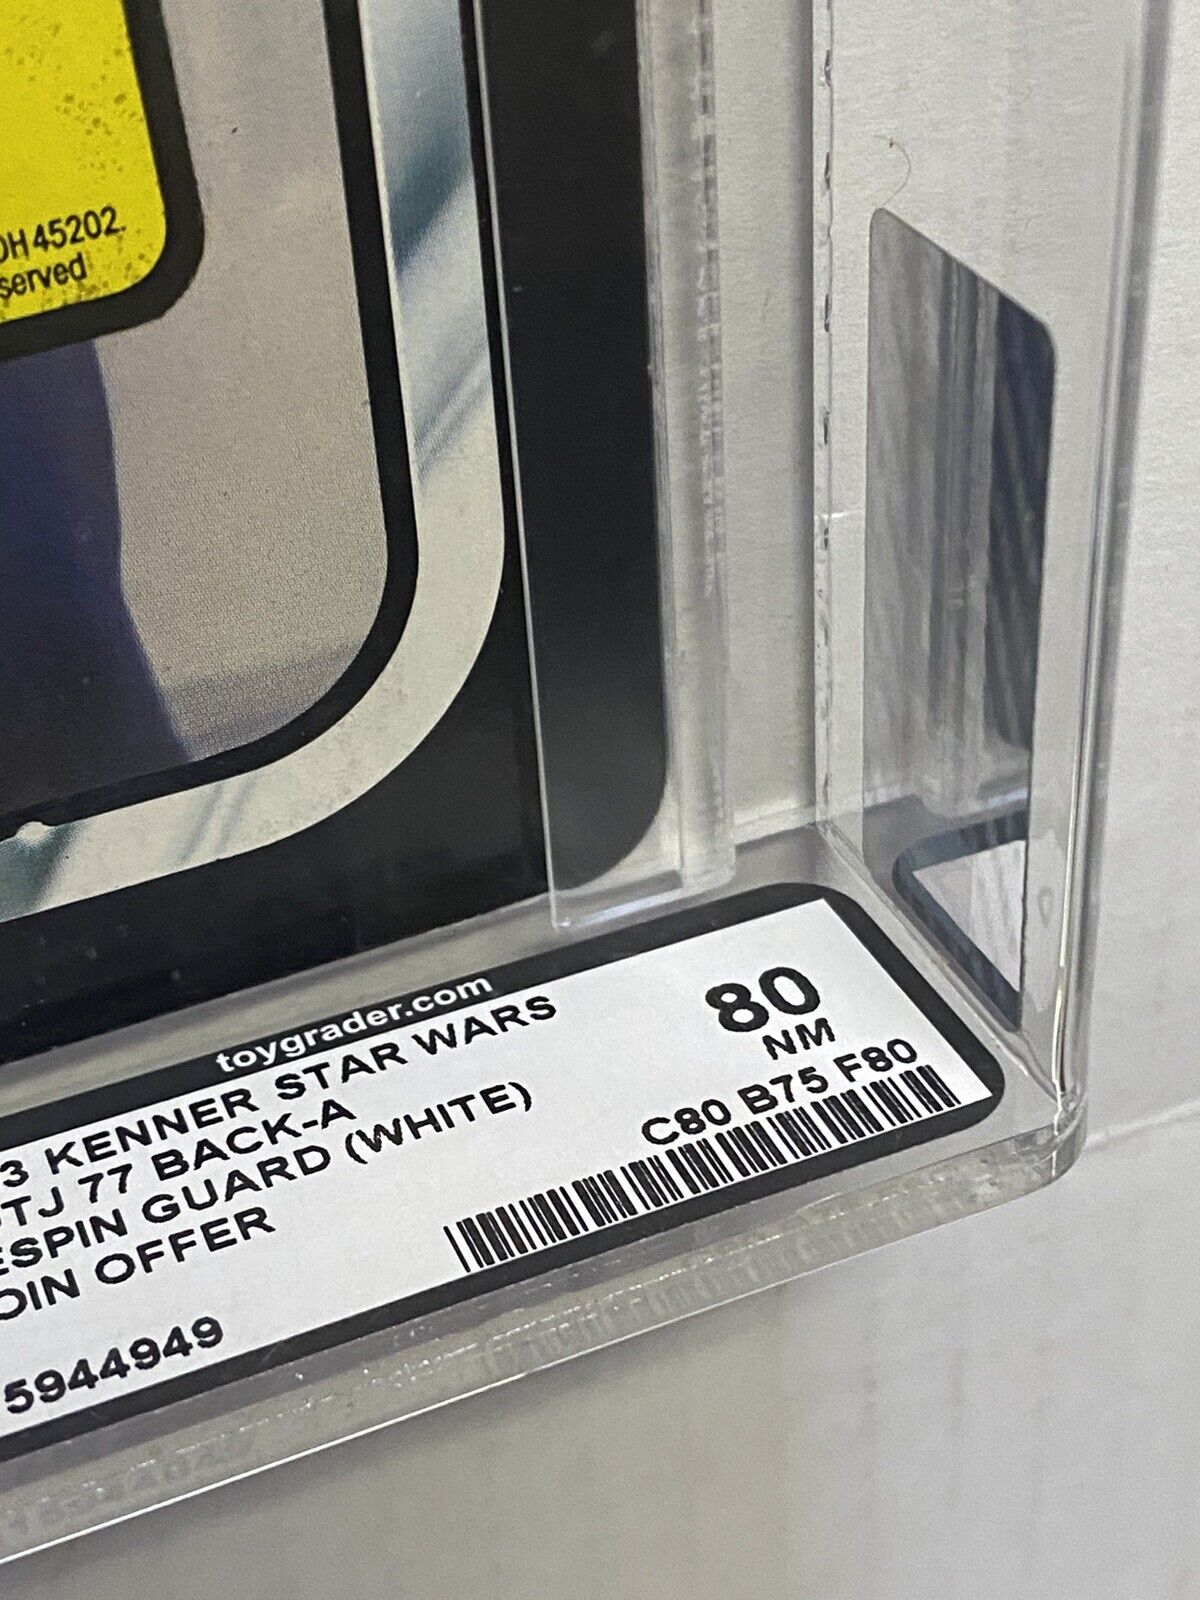 OH 45202.
served
toygrader.com
3 KENNER STAR WARS
TJ 77 BACK-A
ESPIN GUARD (WHITE)
OIN OFFER
5944949
80
NM
C80 B75 F80